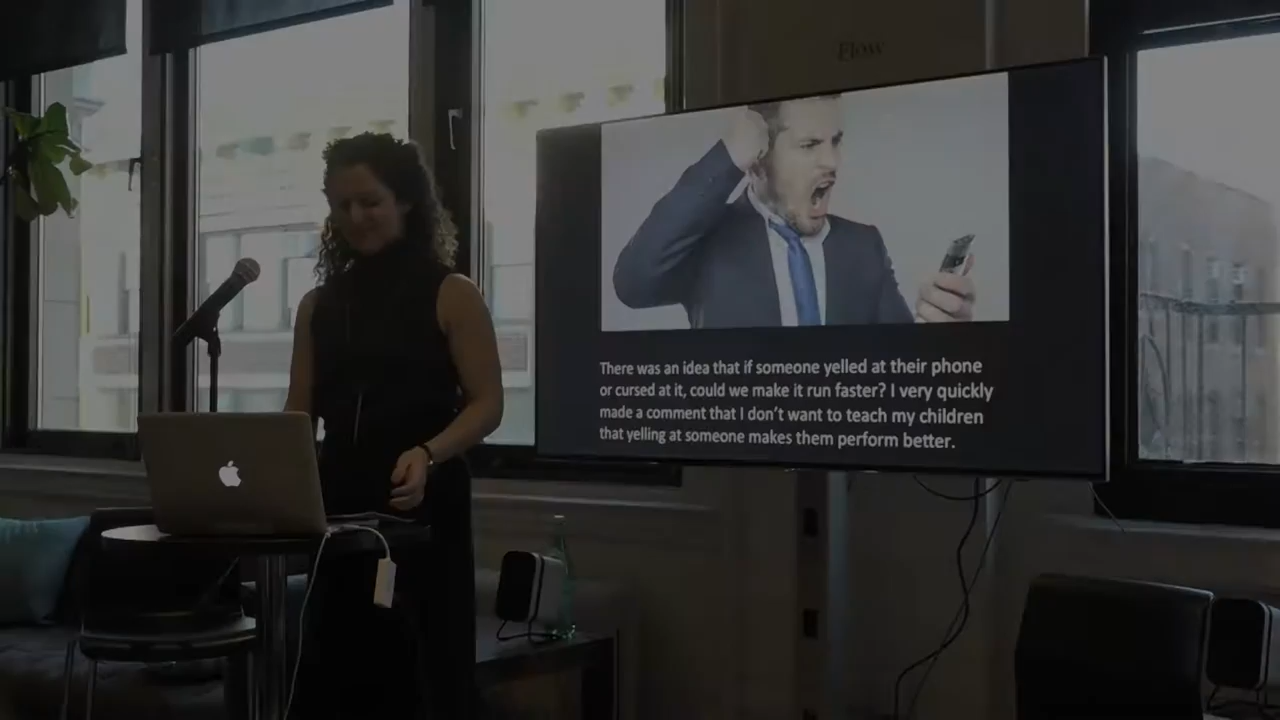 Flow
There was an idea that if someone yelled at their phone
or cursed at it, could we make it run faster? I very quickly
made a comment that I don't want to teach my children
that yelling at someone makes them perform better.